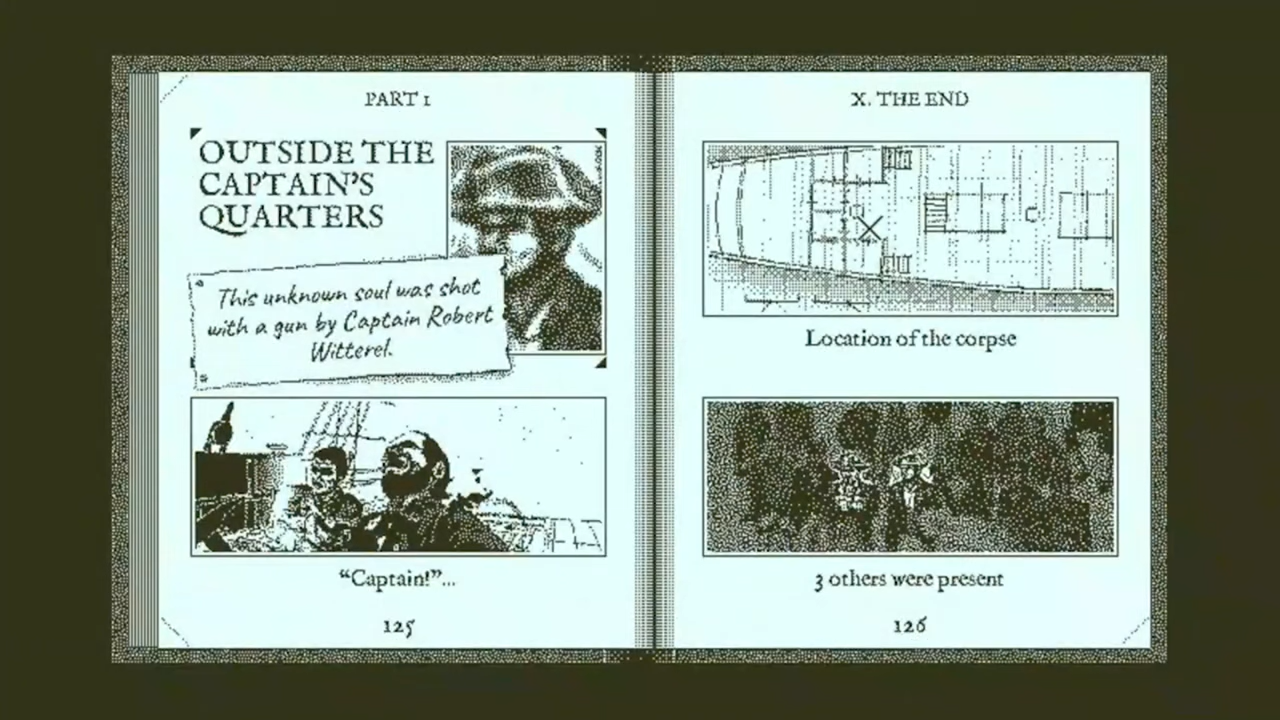 PART 1
OUTSIDE THE
CAPTAIN'S
QUARTERS
This unknown soul was shot
with a gun by Captain Robert
Witterel.
"Captain!"...
125
X. THE END
Location of the corpse
3 others were present
126